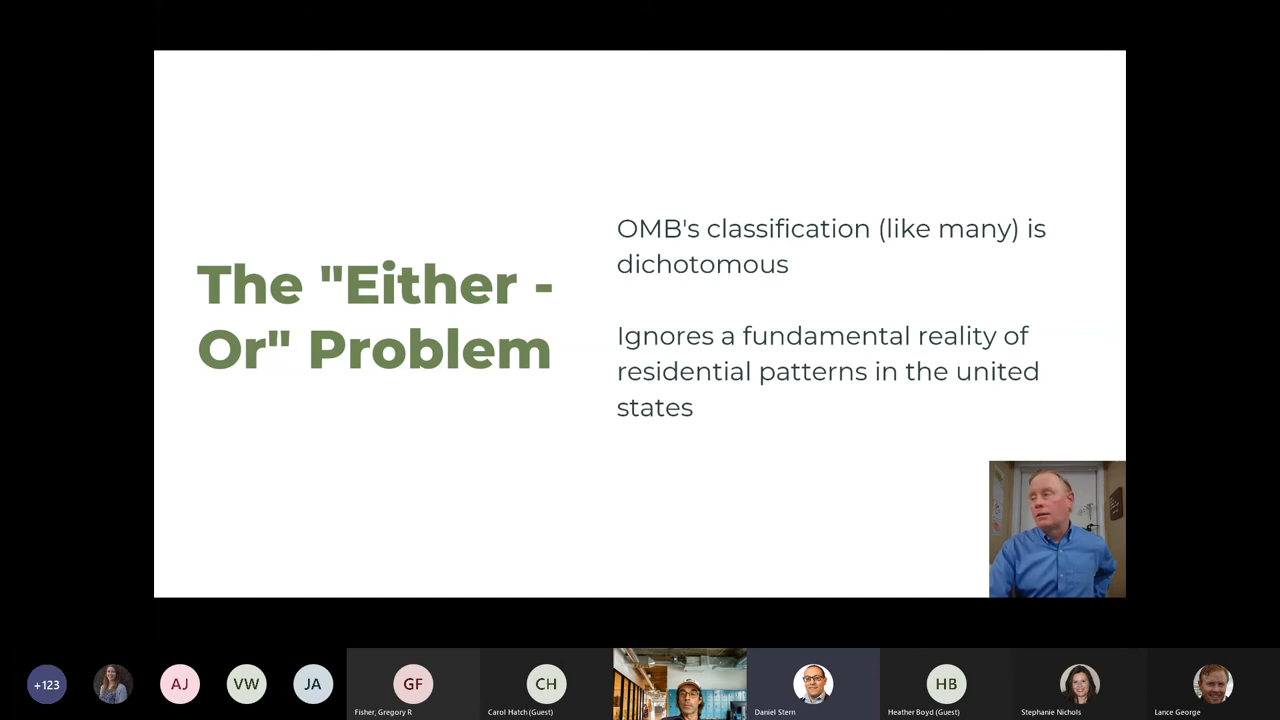 The "Either -
Or" Problem
OMB's classification (like many) is
dichotomous
Ignores a fundamental reality of
residential patterns in the united
states
+123
AJ
VW
JA
GF
Fisher, Gregory R
CH
Carol Hatch (Guest)
Daniel Stern
HB
Heather Boyd (Guest)
Stephanie Nichols
Lance George